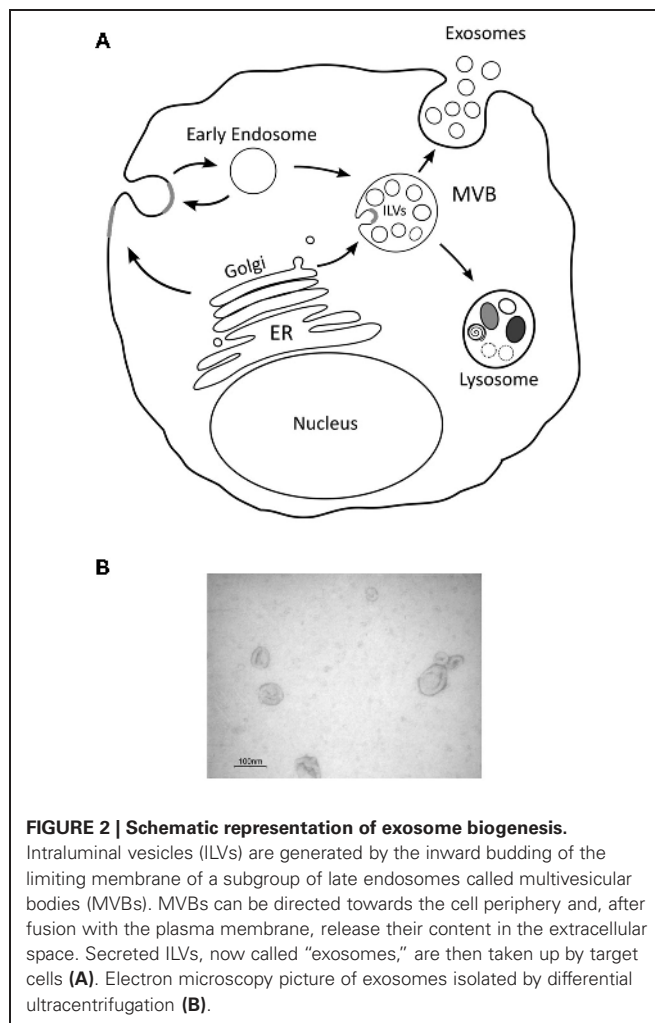 A
Exosomes
Early Endosome
MVB
ILVs
Golgi
ER
Lysosome
Nucleus
B
100nm
FIGURE 2 | Schematic representation of exosome biogenesis.
Intraluminal vesicles (ILVs) are generated by the inward budding of the
limiting membrane of a subgroup of late endosomes called multivesicular
bodies (MVBs). MVBs can be directed towards the cell periphery and, after
fusion with the plasma membrane, release their content in the extracellular
space. Secreted ILVs, now called “exosomes,” are then taken up by target
cells (A). Electron microscopy picture of exosomes isolated by differential
ultracentrifugation (B).